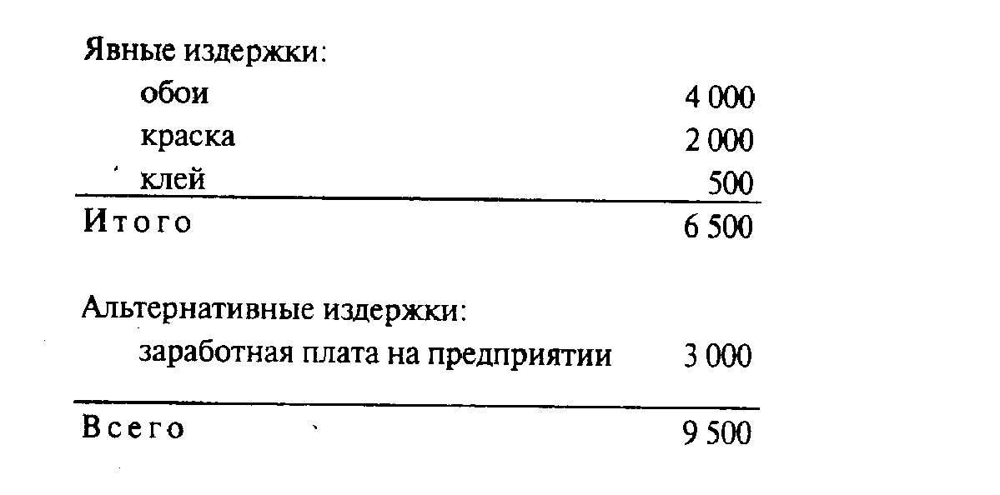 Явные издержки:
обои 4 000
краска 2 000
клей 500
Итого 6 500
Альтернативные издержки:
заработная плата на предприятии 3 000
Всего 9 500